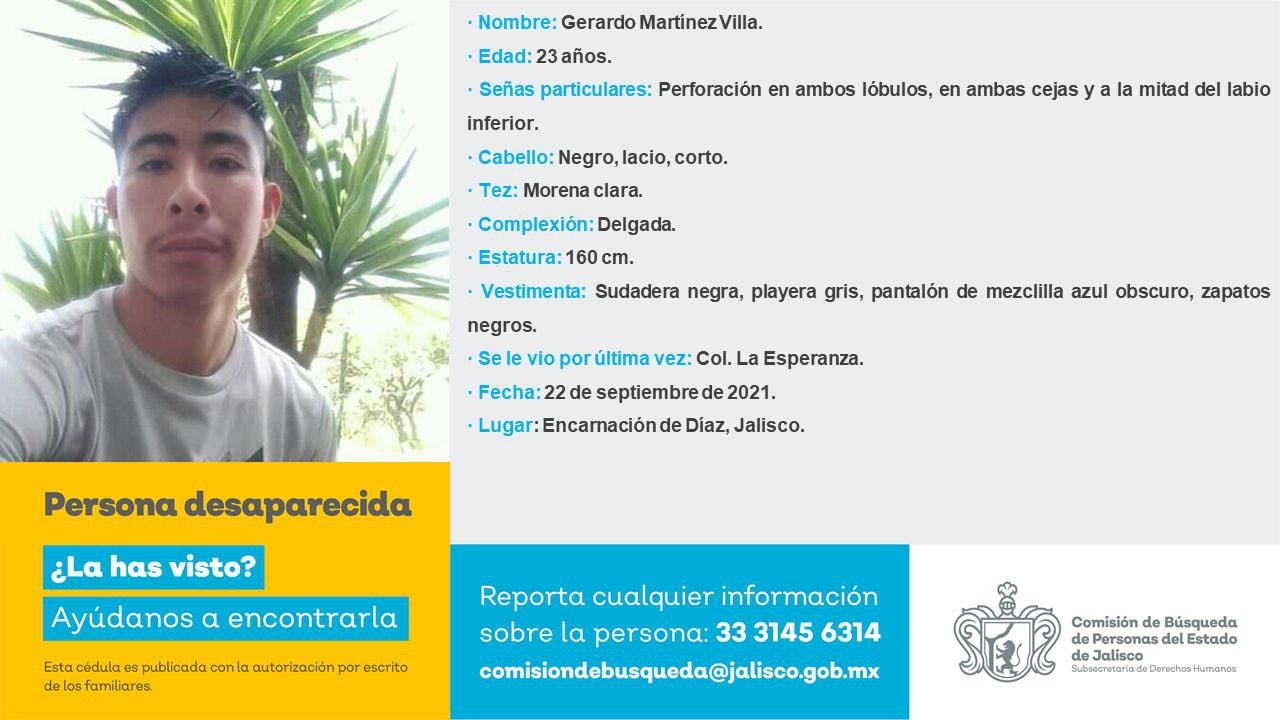 · Nombre: Gerardo Martínez Villa.
· Edad: 23 años.
· Señas particulares: Perforación en ambos lóbulos, en ambas cejas y a la mitad del labio
inferior.
· Cabello: Negro, lacio, corto.
· Tez: Morena clara.
· Complexión: Delgada.
· Estatura: 160 cm.
· Vestimenta: Sudadera negra, playera gris, pantalón de mezclilla azul obscuro, zapatos
negros.
· Se le vio por última vez: Col. La Esperanza.
· Fecha: 22 de septiembre de 2021.
· Lugar: Encarnación de Díaz, Jalisco.
Persona desaparecida
¿La has visto?
Ayúdanos a encontrarla
Esta cédula es publicada con la autorización por escrito
de los familiares.
Reporta cualquier información
sobre la persona: 33 3145 6314
comisiondebusqueda@jalisco.gob.mx
Comisión de Búsqueda
de Personas del Estado
de Jalisco
Subsecretaría de Derechos Humanos